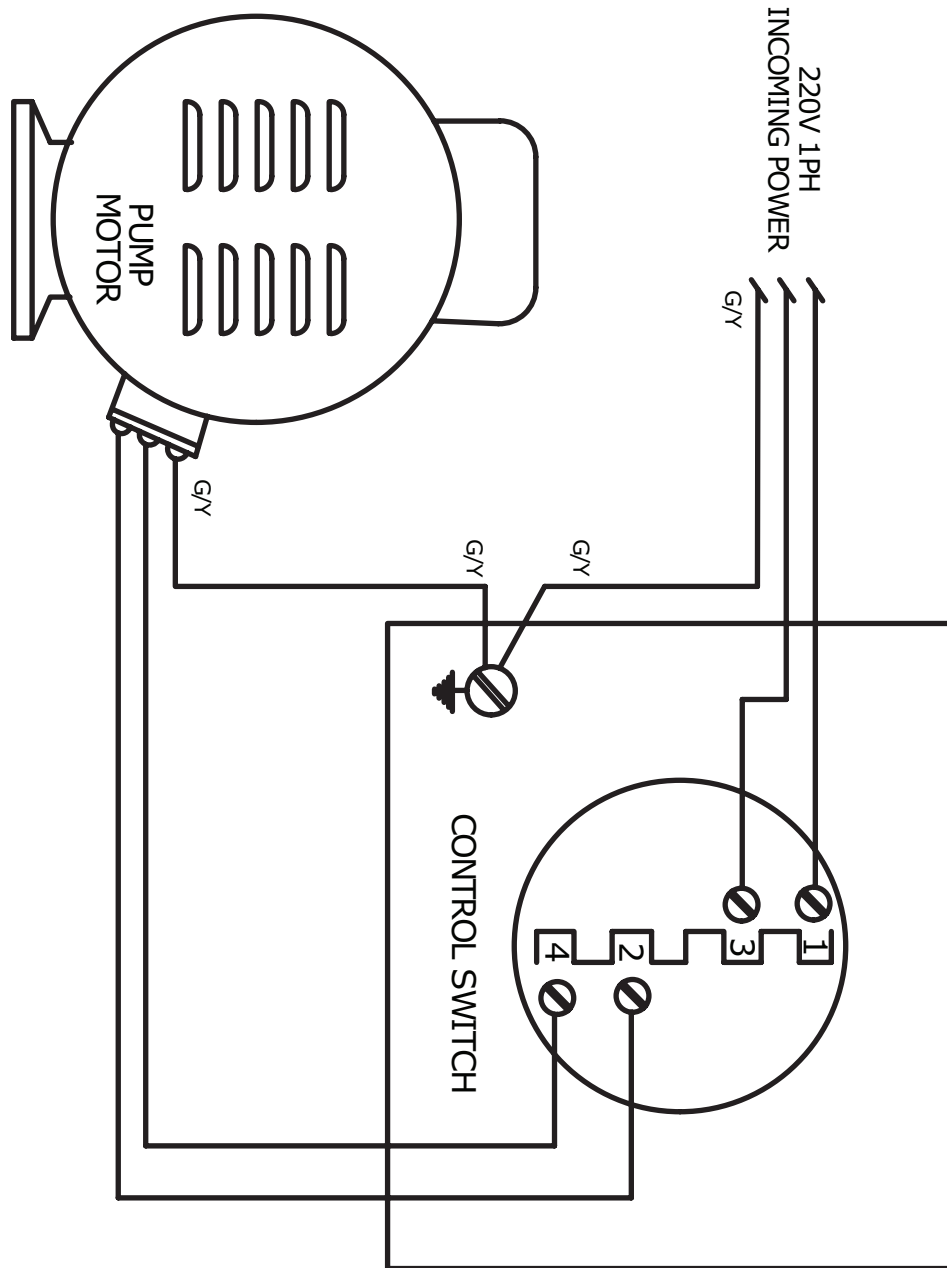 220V 1PH
INCOMING POWER
G/Y
PUMP
MOTOR
G/Y
G/Y
G/Y
CONTROL SWITCH
4
2
3
1